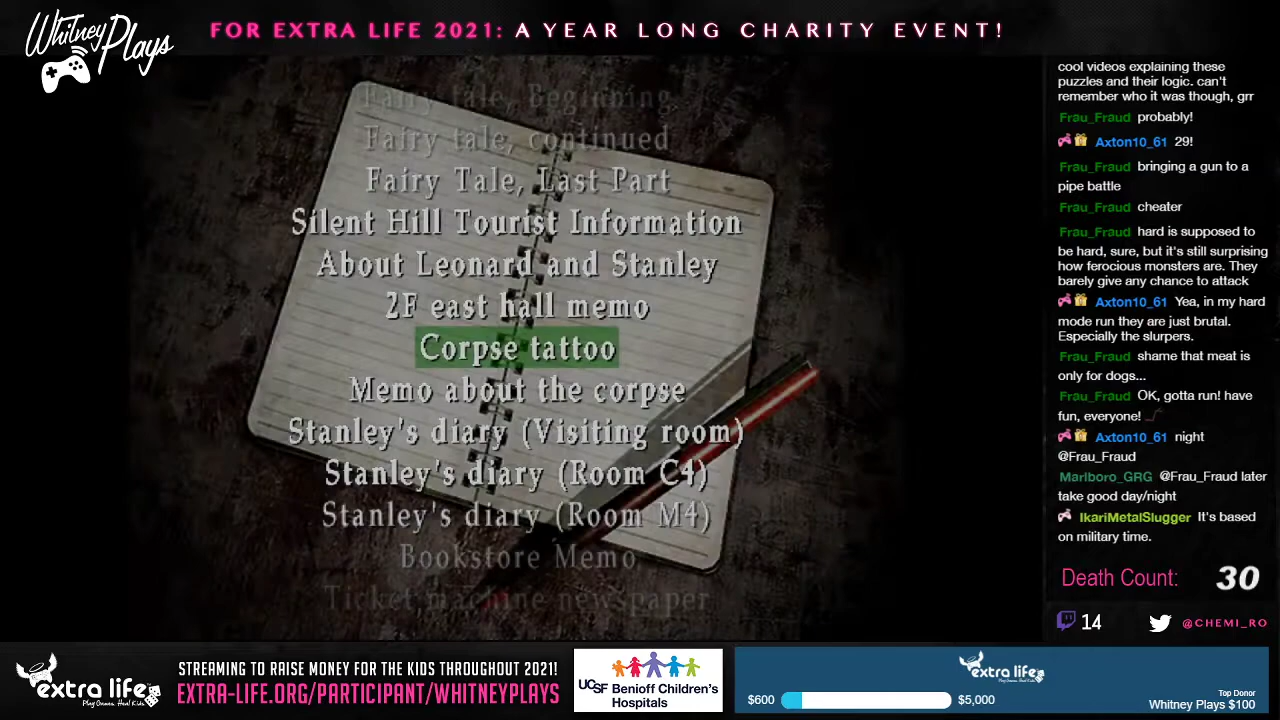 Whitney Plays
FOR EXTRA LIFE 2021: A YEAR LONG CHARITY EVENT!
Fairy tale, Beginning
Fairy tale, continued
Fairy Tale, Last Part
Silent Hill Tourist Information
About Leonard and Stanley
2F east hall memo
Corpse tattoo
Memo about the corpse
Stanley's diary (Visiting room)
Stanley's diary (Room C4)
Stanley's diary (Room M4)
Bookstore Memo
Ticket machine newspaper
cool videos explaining these
puzzles and their logic. can't
remember who it was though, grr
Frau_Fraud probably!
Axton10_61 29!
Frau_Fraud bringing a gun to a
pipe battle
Frau_Fraud cheater
Frau_Fraud hard is supposed to
be hard, sure, but it's still surprising
how ferocious monsters are. They
barely give any chance to attack
Axton10_61 Yea, in my hard
mode run they are just brutal.
Especially the slurpers.
Frau_Fraud shame that meat is
only for dogs...
Frau_Fraud OK, gotta run! have
fun, everyone!
Axton10_61 night
@Frau_Fraud
Marlboro_GRG @Frau_Fraud later
take good day/night
IkariMetalSlugger It's based
on military time.
Death Count: 30
14 @CHEMI_RO
extra life
Play Games. Heal Kids.
STREAMING TO RAISE MONEY FOR THE KIDS THROUGHOUT 2021!
EXTRA-LIFE.ORG/PARTICIPANT/WHITNEYPLAYS
UCSF Benioff Children's
Hospitals
extra life
$600 $5,000
Top Donor
Whitney Plays $100